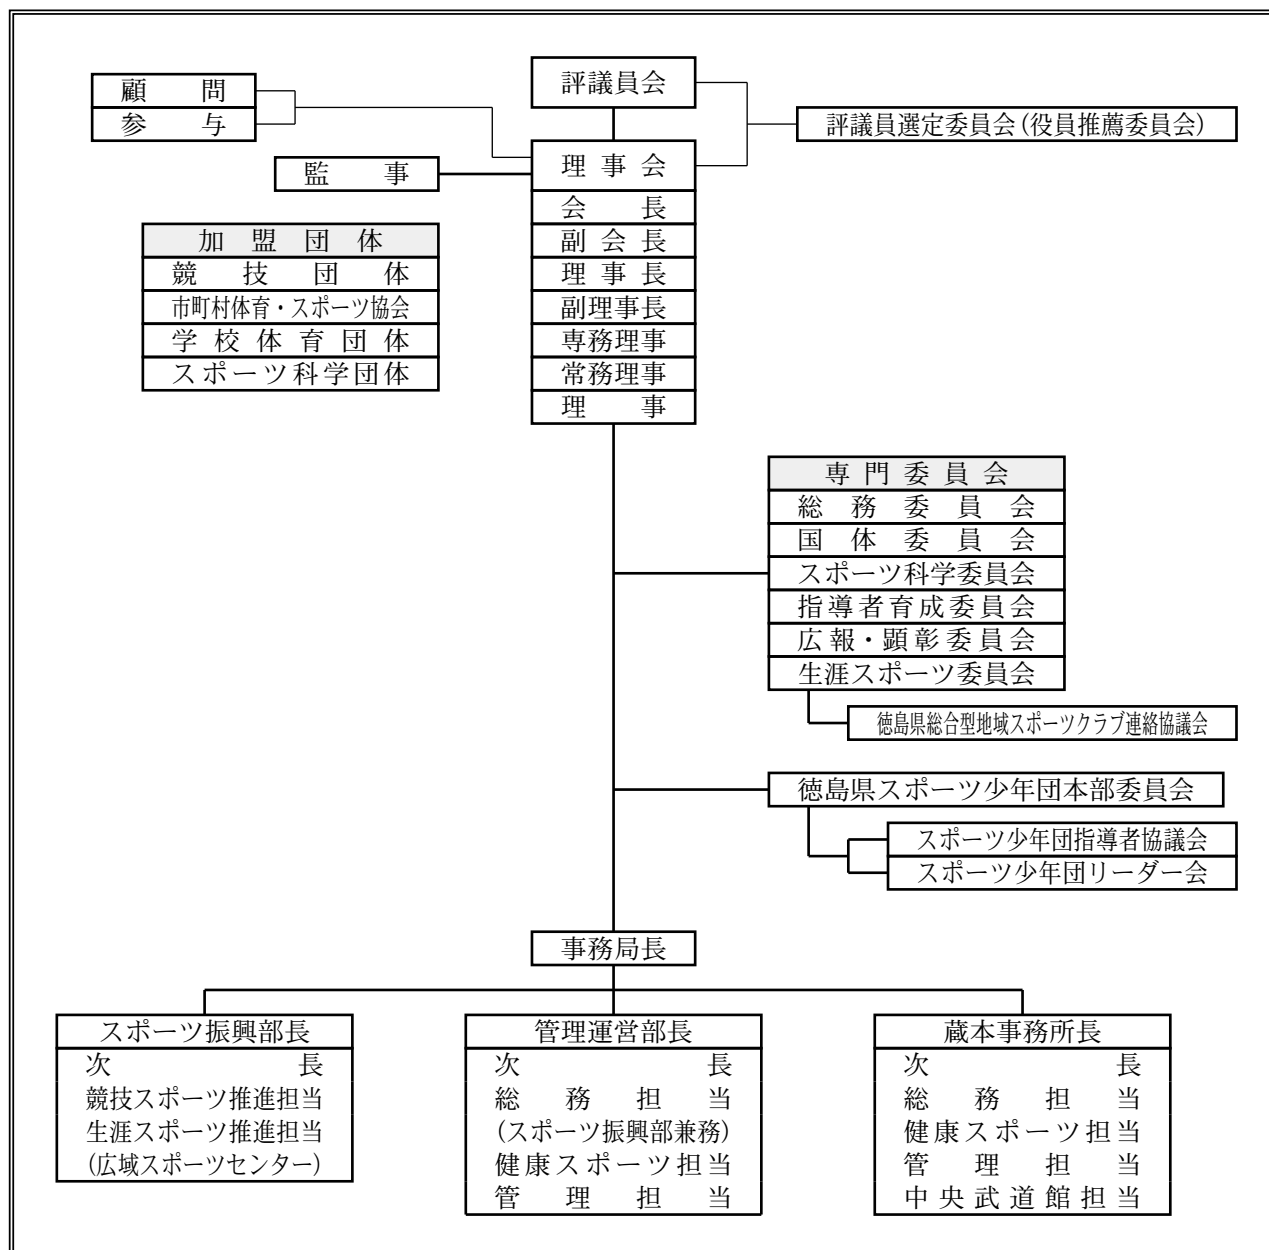 評議員会
顧問
参与
評議員選定委員会(役員推薦委員会)
理事会
監事
会長
副会長
理事長
副理事長
専務理事
常務理事
理事
加盟団体
競技団体
市町村体育・スポーツ協会
学校体育団体
スポーツ科学団体
専門委員会
総務委員会
国体委員会
スポーツ科学委員会
指導者育成委員会
広報・顕彰委員会
生涯スポーツ委員会
徳島県総合型地域スポーツクラブ連絡協議会
徳島県スポーツ少年団本部委員会
スポーツ少年団指導者協議会
スポーツ少年団リーダー会
事務局長
スポーツ振興部長
次長
競技スポーツ推進担当
生涯スポーツ推進担当
(広域スポーツセンター)
管理運営部長
次長
総務担当
(スポーツ振興部兼務)
健康スポーツ担当
管理担当
蔵本事務所長
次長
総務担当
健康スポーツ担当
管理担当
中央武道館担当